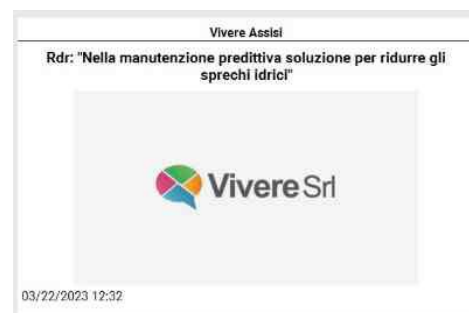 Vivere Assisi
Rdr: "Nella manutenzione predittiva soluzione per ridurre gli
sprechi idrici"
Vivere Srl
03/22/2023 12:32